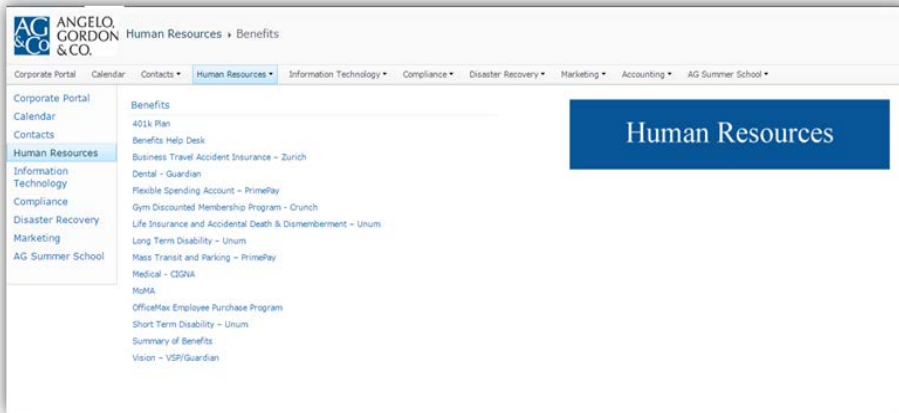 AG & Co ANGELO, GORDON & CO.
Human Resources › Benefits
Corporate Portal Calendar Contacts Human Resources Information Technology Compliance Disaster Recovery Marketing Accounting AG Summer School
Corporate Portal
Calendar
Contacts
Human Resources
Information
Technology
Compliance
Disaster Recovery
Marketing
AG Summer School
Benefits
401k Plan
Benefits Help Desk
Business Travel Accident Insurance – Zurich
Dental - Guardian
Flexible Spending Account – PrimePay
Gym Discounted Membership Program - Crunch
Life Insurance and Accidental Death & Dismemberment – Unum
Long Term Disability – Unum
Mass Transit and Parking – PrimePay
Medical - CIGNA
MoMA
OfficeMax Employee Purchase Program
Short Term Disability – Unum
Summary of Benefits
Vision – VSP/Guardian
Human Resources